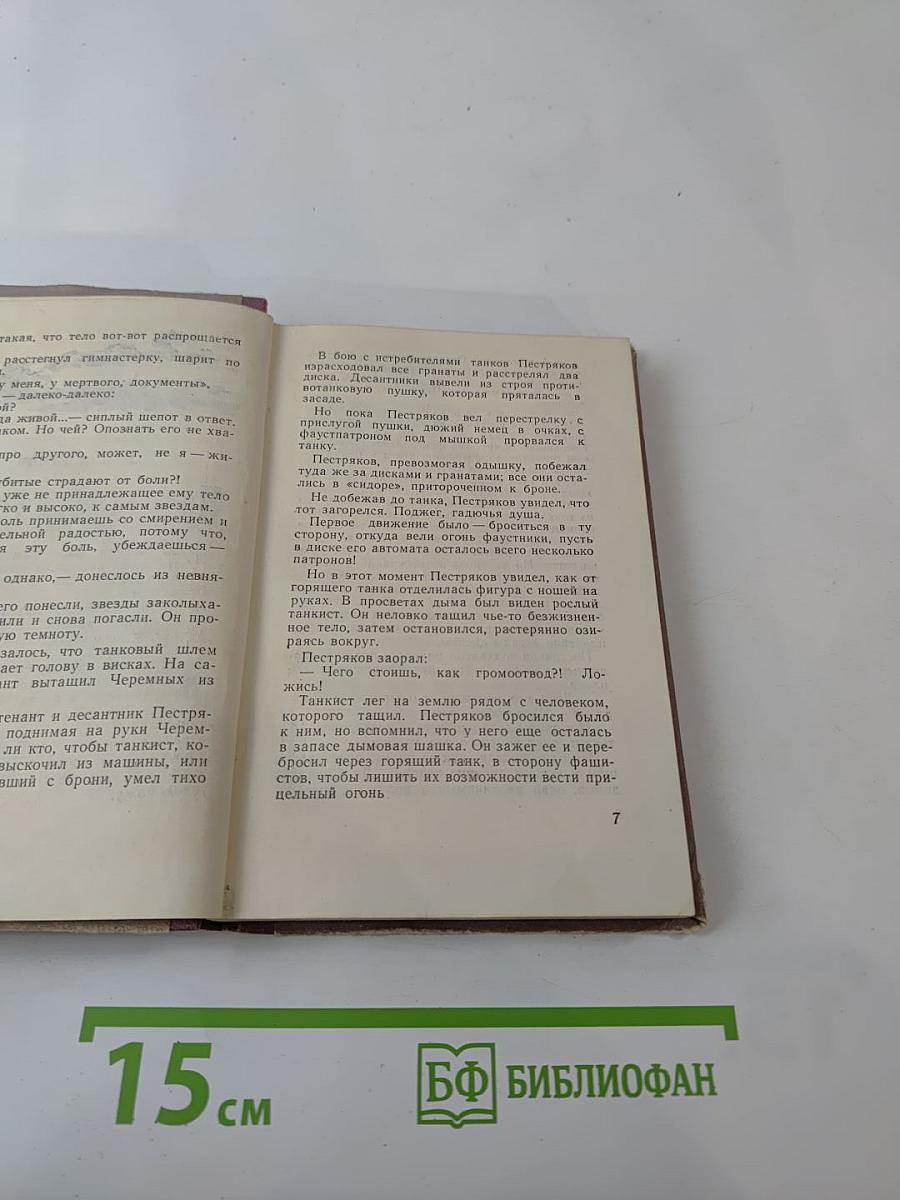 такая, что тело вот-вот распрощается
расстегнул гимнастерку, шарит по
у меня, у мертвого, документы».
— далеко-далеко:
ой?
да живой...— сиплый шепот в ответ.
аком. Но чей? Опознать его не хва-
про другого, может, не я — жи-
убитые страдают от боли?!
уже не принадлежащее ему тело
гко и высоко, к самым звездам.
оль принимаешь со смирением и
ельной радостью, потому что,
я эту боль, убеждаешься —
однако,— донеслось из невня-
его понесли, звезды заколыха-
или и снова погасли. Он про-
ую темноту.
залось, что танковый шлем
ает голову в висках. На са-
ант вытащил Черемных из
тенант и десантник Пестря-
поднимая на руки Черем-
ли кто, чтобы танкист, ко-
выскочил из машины, или
вший с брони, умел тихо
В бою с истребителями танков Пестряков
израсходовал все гранаты и расстрелял два
диска. Десантники вывели из строя проти-
вотанковую пушку, которая пряталась в
засаде.
Но пока Пестряков вел перестрелку с
прислугой пушки, дюжий немец в очках, с
фаустпатроном под мышкой прорвался к
танку.
Пестряков, превозмогая одышку, побежал
туда же за дисками и гранатами; все они оста-
лись в «сидоре», притороченном к броне.
Не добежав до танка, Пестряков увидел, что
тот загорелся. Поджег, гадючья душа.
Первое движение было — броситься в ту
сторону, откуда вели огонь фаустники, пусть
в диске его автомата осталось всего несколько
патронов!
Но в этот момент Пестряков увидел, как от
горящего танка отделилась фигура с ношей на
руках. В просветах дыма был виден рослый
танкист. Он неловко тащил чье-то безжизнен-
ное тело, затем остановился, растерянно ози-
раясь вокруг.
Пестряков заорал:
— Чего стоишь, как громоотвод?! Ло-
жись!
Танкист лег на землю рядом с человеком,
которого тащил. Пестряков бросился было
к ним, но вспомнил, что у него еще осталась
в запасе дымовая шашка. Он зажег ее и пере-
бросил через горящий танк, в сторону фаши-
стов, чтобы лишить их возможности вести при-
цельный огонь
7
15 см
БФ БИБЛИОФАН